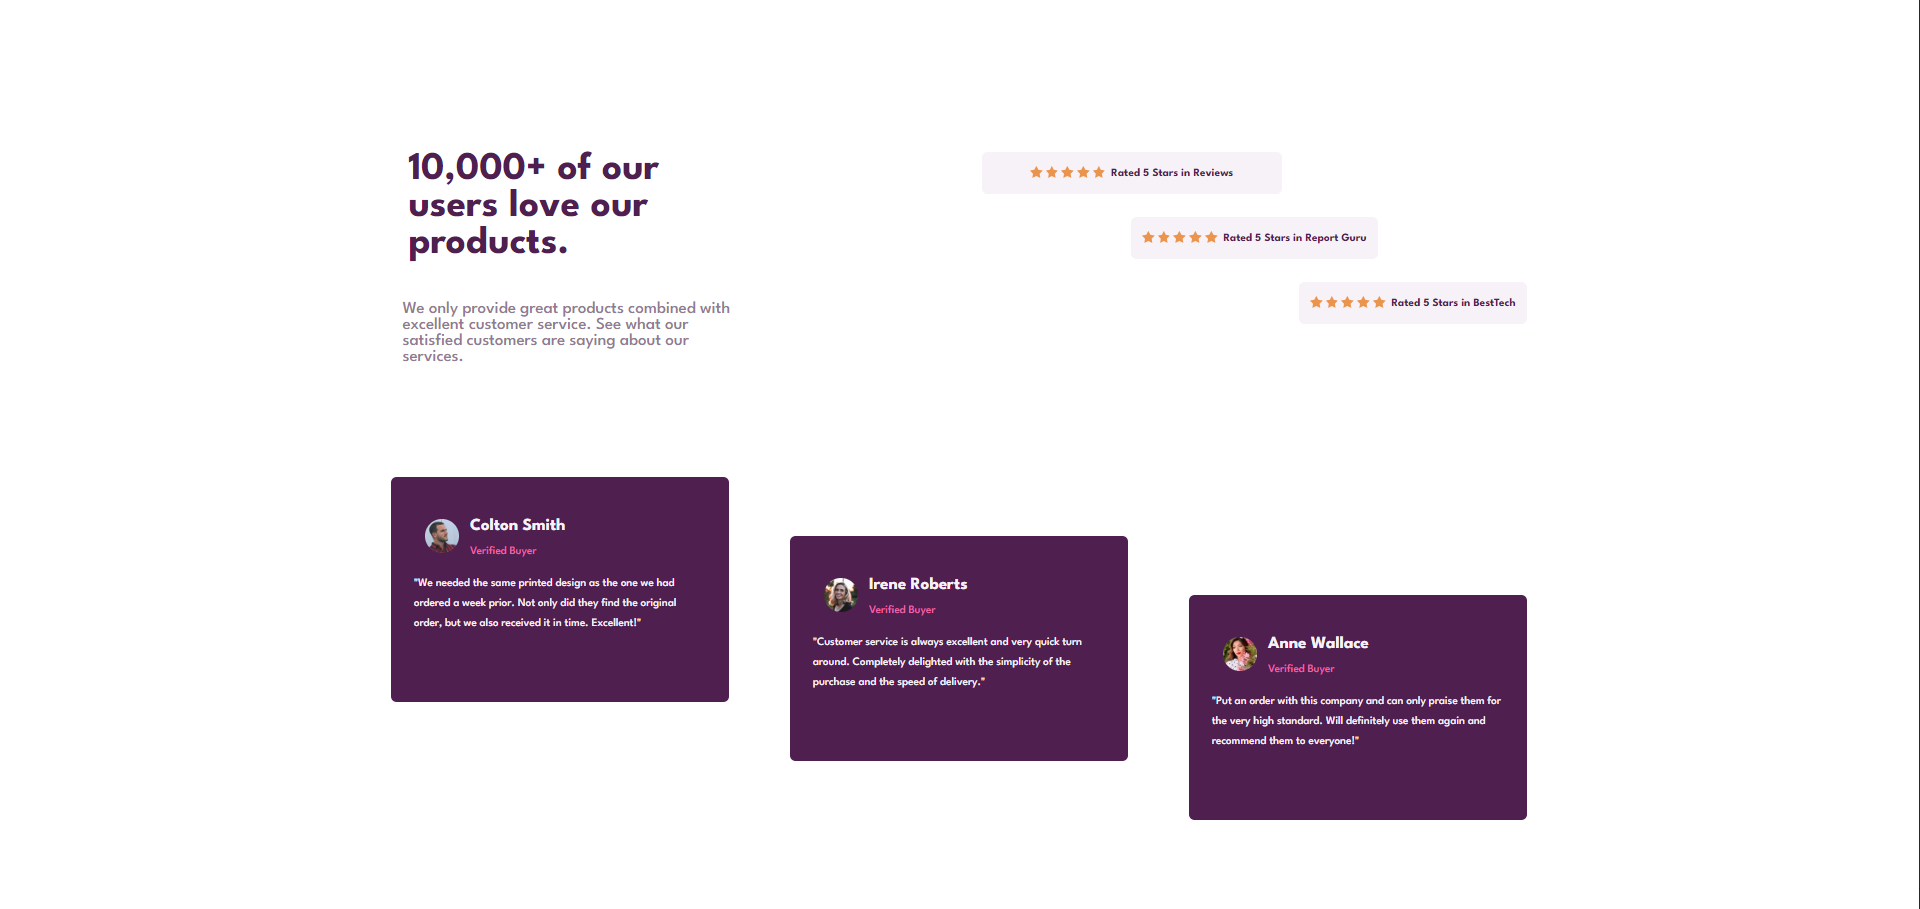 10,000+ of our
users love our
products.
We only provide great products combined with
excellent customer service. See what our
satisfied customers are saying about our
services.
Rated 5 Stars in Reviews
Rated 5 Stars in Report Guru
Rated 5 Stars in BestTech
Colton Smith
Verified Buyer
"We needed the same printed design as the one we had
ordered a week prior. Not only did they find the original
order, but we also received it in time. Excellent!"
Irene Roberts
Verified Buyer
"Customer service is always excellent and very quick turn
around. Completely delighted with the simplicity of the
purchase and the speed of delivery."
Anne Wallace
Verified Buyer
"Put an order with this company and can only praise them for
the very high standard. Will definitely use them again and
recommend them to everyone!"